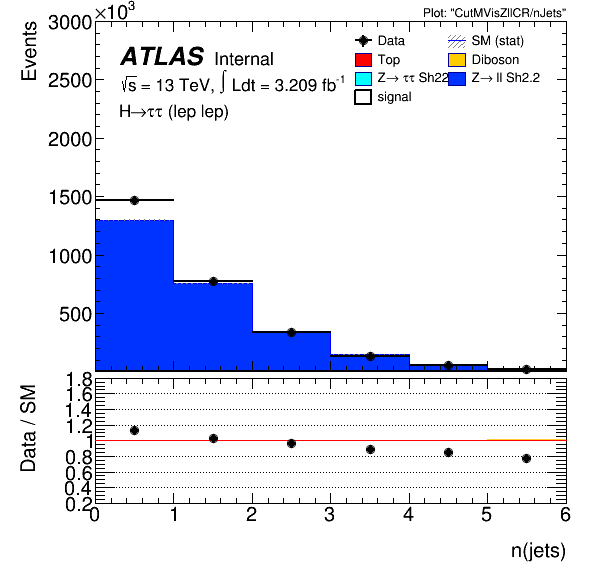 Plot: "CutMVisZllCR/nJets"
3000 ×10³
Events
ATLAS Internal
√s = 13 TeV, ∫ Ldt = 3.209 fb⁻¹
H→ττ (lep lep)
Data
SM (stat)
Top
Diboson
Z→ ττ Sh22
Z→ ll Sh2.2
signal
2500
2000
1500
1000
500
Data / SM
1.8
1.6
1.4
1.2
1
0.8
0.6
0.4
0.2
0 1 2 3 4 5 6
n(jets)